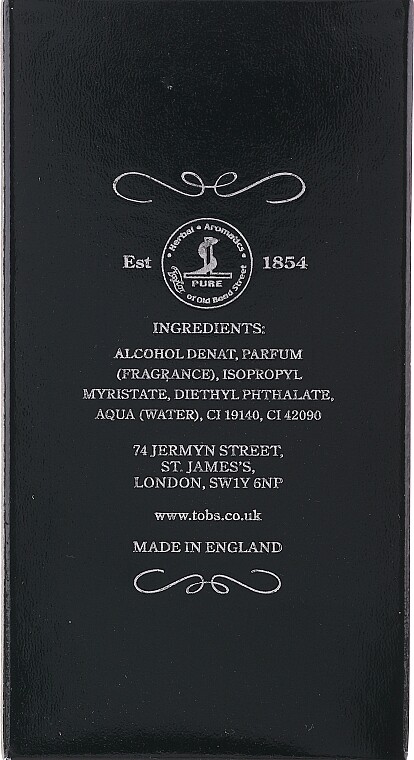 Est
Herbal • Aromatics
PURE
Taylor of Old Bond Street
1854
INGREDIENTS:
ALCOHOL DENAT, PARFUM
(FRAGRANCE), ISOPROPYL
MYRISTATE, DIETHYL PHTHALATE,
AQUA (WATER), CI 19140, CI 42090
74 JERMYN STREET,
ST. JAMES'S,
LONDON, SW1Y 6NP
www.tobs.co.uk
MADE IN ENGLAND